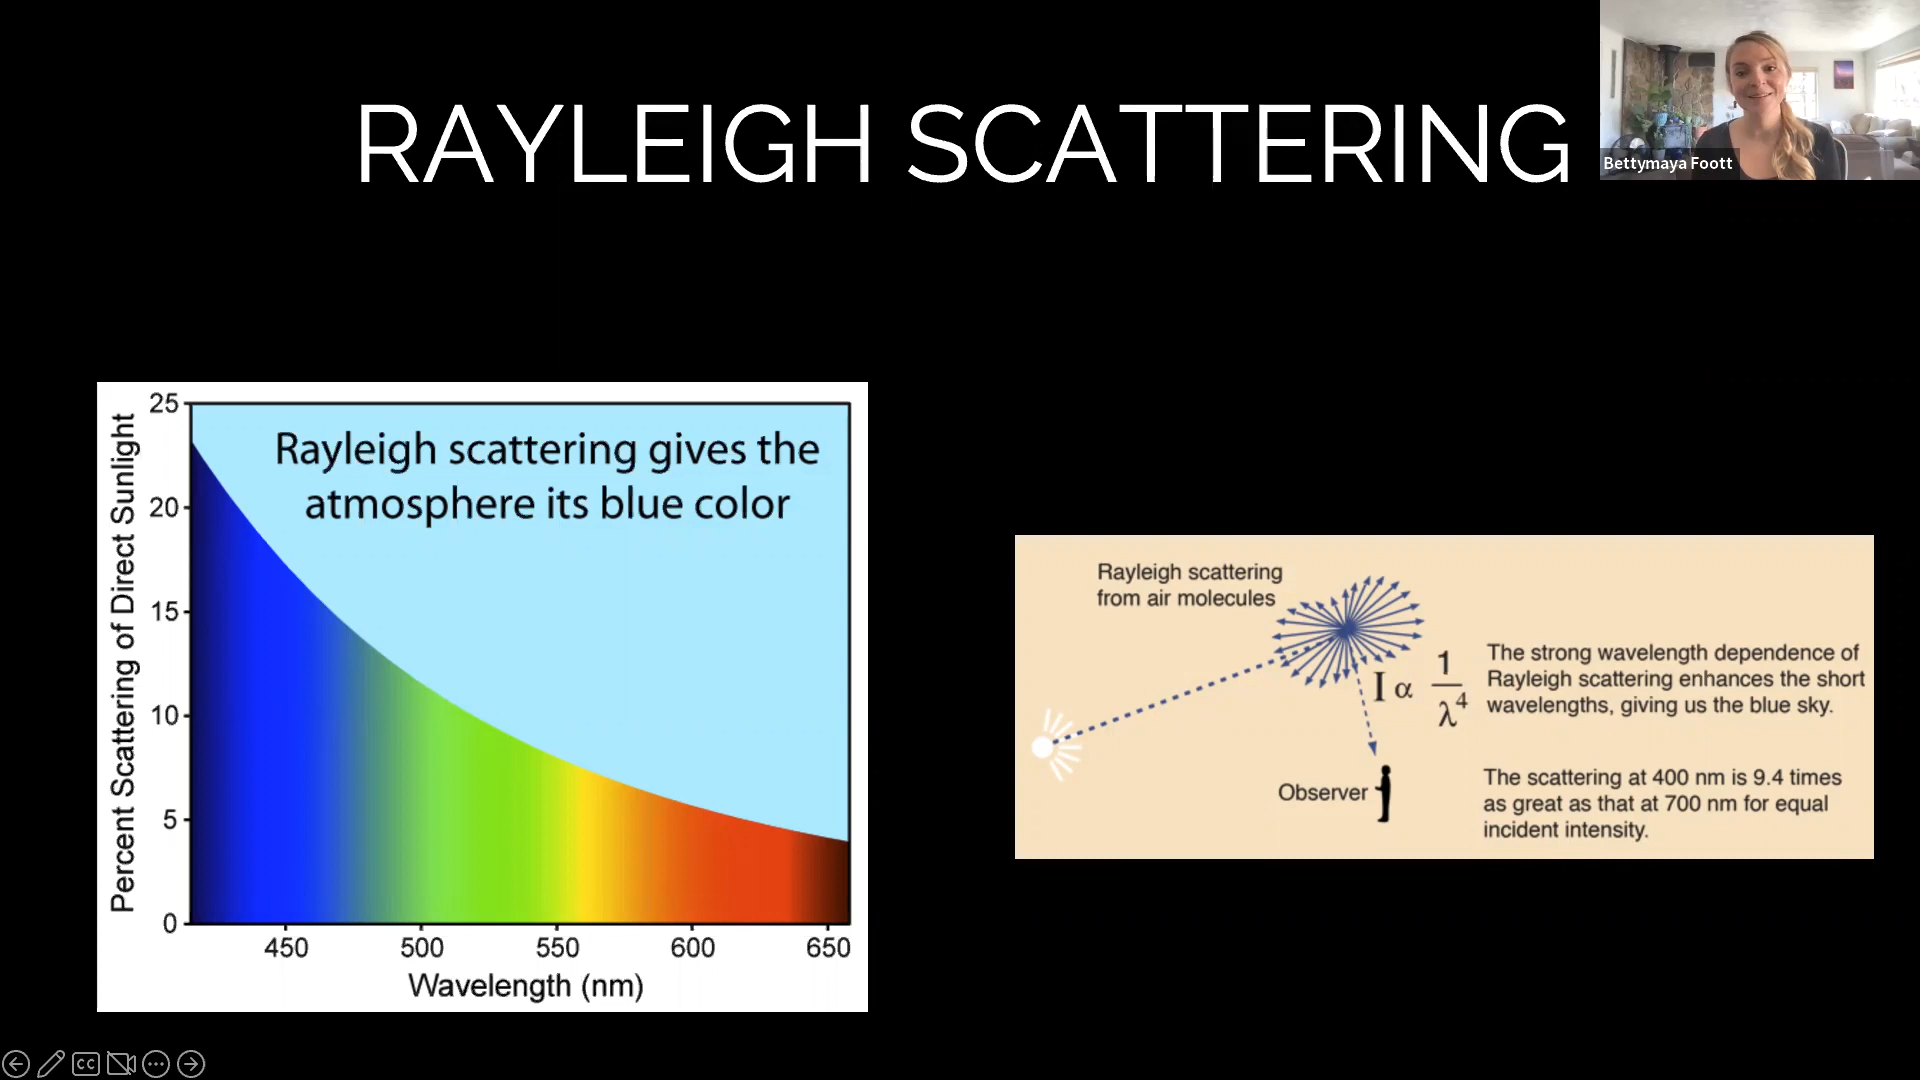 RAYLEIGH SCATTERING
Bettymaya Foott
Percent Scattering of Direct Sunlight
25
20
15
10
5
0
Rayleigh scattering gives the
atmosphere its blue color
450 500 550 600 650
Wavelength (nm)
Rayleigh scattering
from air molecules
I α 1/λ⁴
The strong wavelength dependence of
Rayleigh scattering enhances the short
wavelengths, giving us the blue sky.
Observer
The scattering at 400 nm is 9.4 times
as great as that at 700 nm for equal
incident intensity.
CC